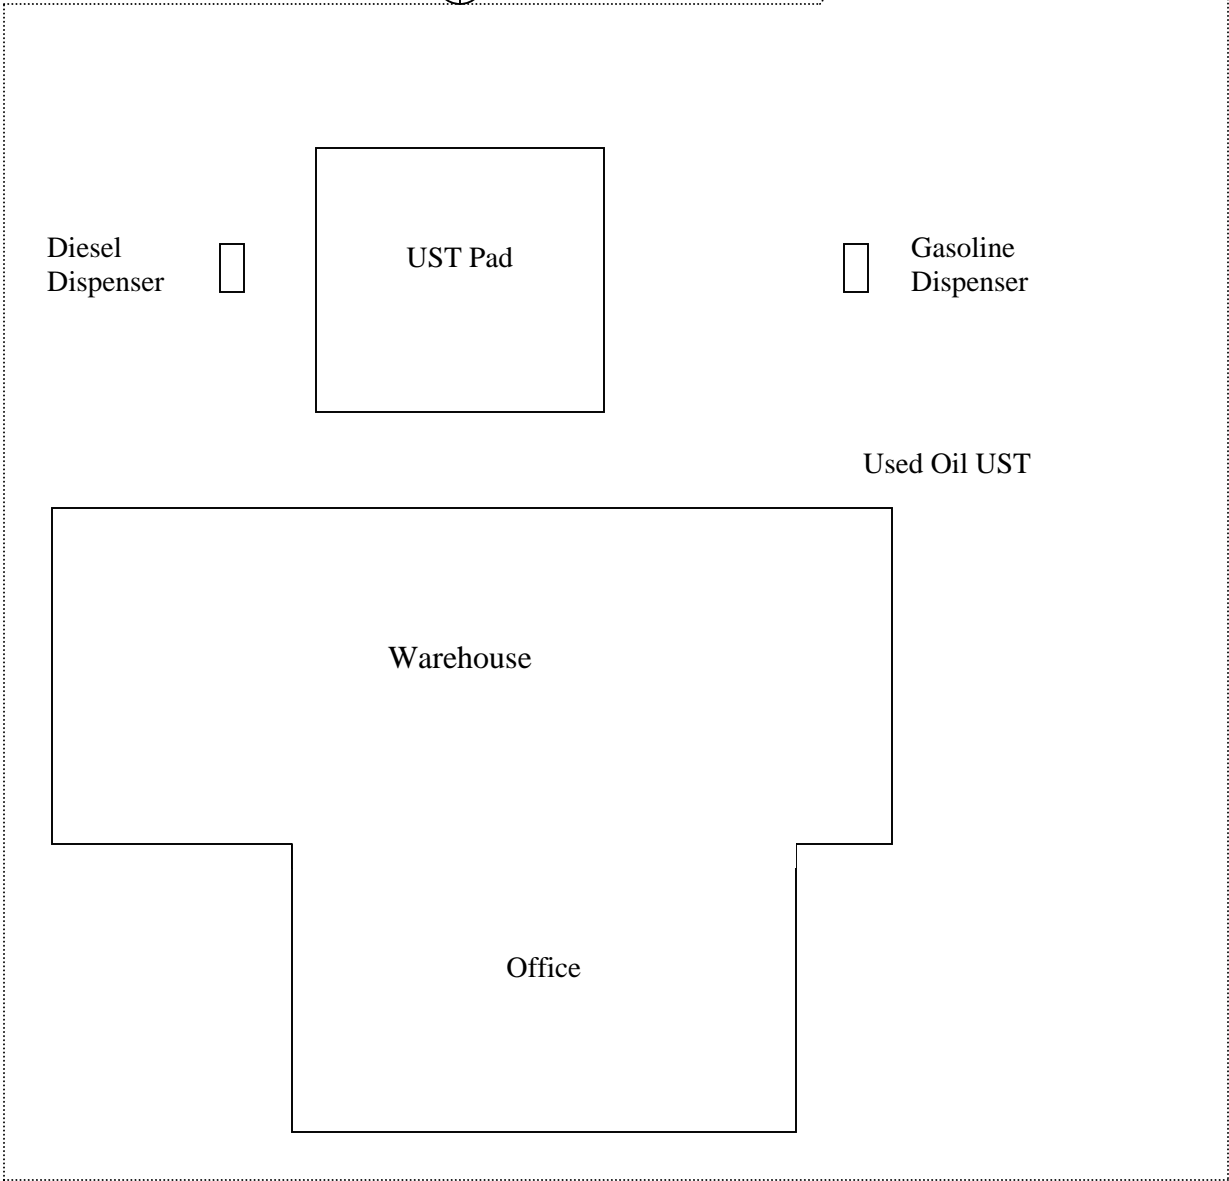 Diesel
Dispenser
UST Pad
Gasoline
Dispenser
Used Oil UST
Warehouse
Office